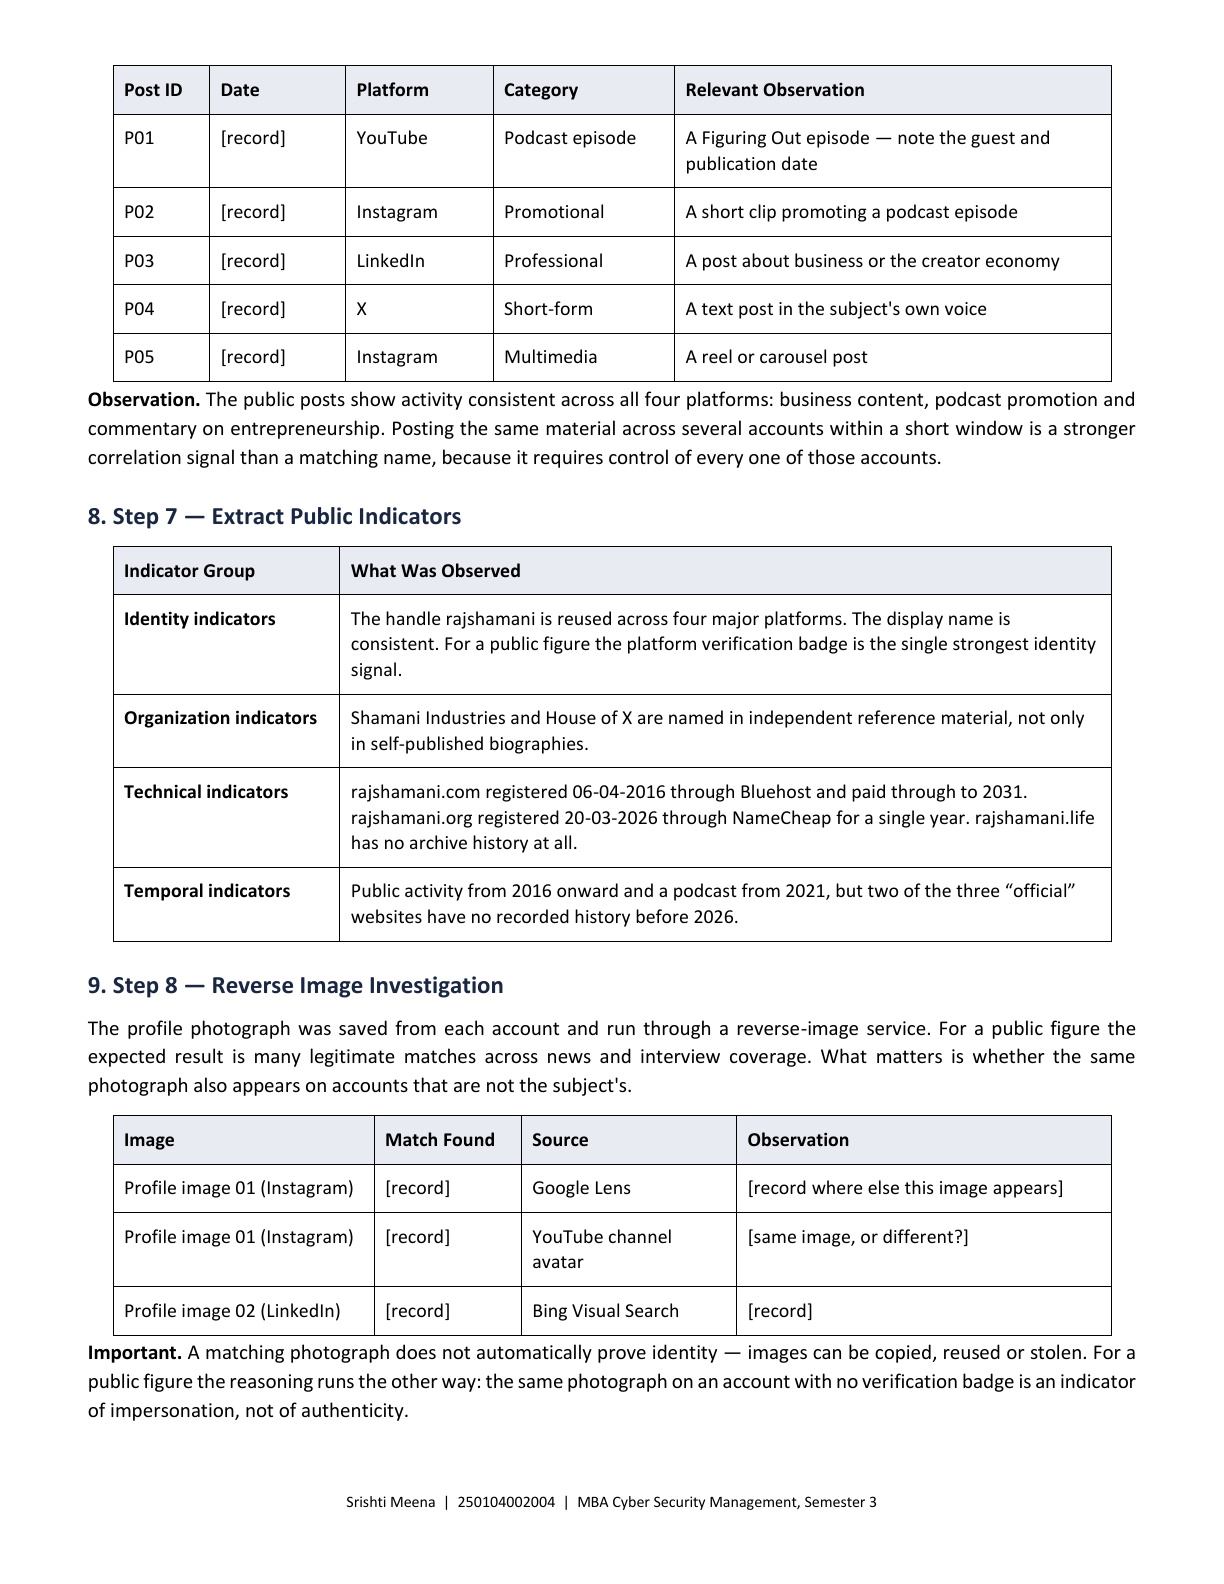 Post ID Date Platform Category Relevant Observation
P01 [record] YouTube Podcast episode A Figuring Out episode — note the guest and
publication date
P02 [record] Instagram Promotional A short clip promoting a podcast episode
P03 [record] LinkedIn Professional A post about business or the creator economy
P04 [record] X Short-form A text post in the subject's own voice
P05 [record] Instagram Multimedia A reel or carousel post
Observation. The public posts show activity consistent across all four platforms: business content, podcast promotion and
commentary on entrepreneurship. Posting the same material across several accounts within a short window is a stronger
correlation signal than a matching name, because it requires control of every one of those accounts.
8. Step 7 — Extract Public Indicators
Indicator Group What Was Observed
Identity indicators The handle rajshamani is reused across four major platforms. The display name is
consistent. For a public figure the platform verification badge is the single strongest identity
signal.
Organization indicators Shamani Industries and House of X are named in independent reference material, not only
in self-published biographies.
Technical indicators rajshamani.com registered 06-04-2016 through Bluehost and paid through to 2031.
rajshamani.org registered 20-03-2026 through NameCheap for a single year. rajshamani.life
has no archive history at all.
Temporal indicators Public activity from 2016 onward and a podcast from 2021, but two of the three “official”
websites have no recorded history before 2026.
9. Step 8 — Reverse Image Investigation
The profile photograph was saved from each account and run through a reverse-image service. For a public figure the
expected result is many legitimate matches across news and interview coverage. What matters is whether the same
photograph also appears on accounts that are not the subject's.
Image Match Found Source Observation
Profile image 01 (Instagram) [record] Google Lens [record where else this image appears]
Profile image 01 (Instagram) [record] YouTube channel [same image, or different?]
avatar
Profile image 02 (LinkedIn) [record] Bing Visual Search [record]
Important. A matching photograph does not automatically prove identity — images can be copied, reused or stolen. For a
public figure the reasoning runs the other way: the same photograph on an account with no verification badge is an indicator
of impersonation, not of authenticity.
Srishti Meena | 250104002004 | MBA Cyber Security Management, Semester 3